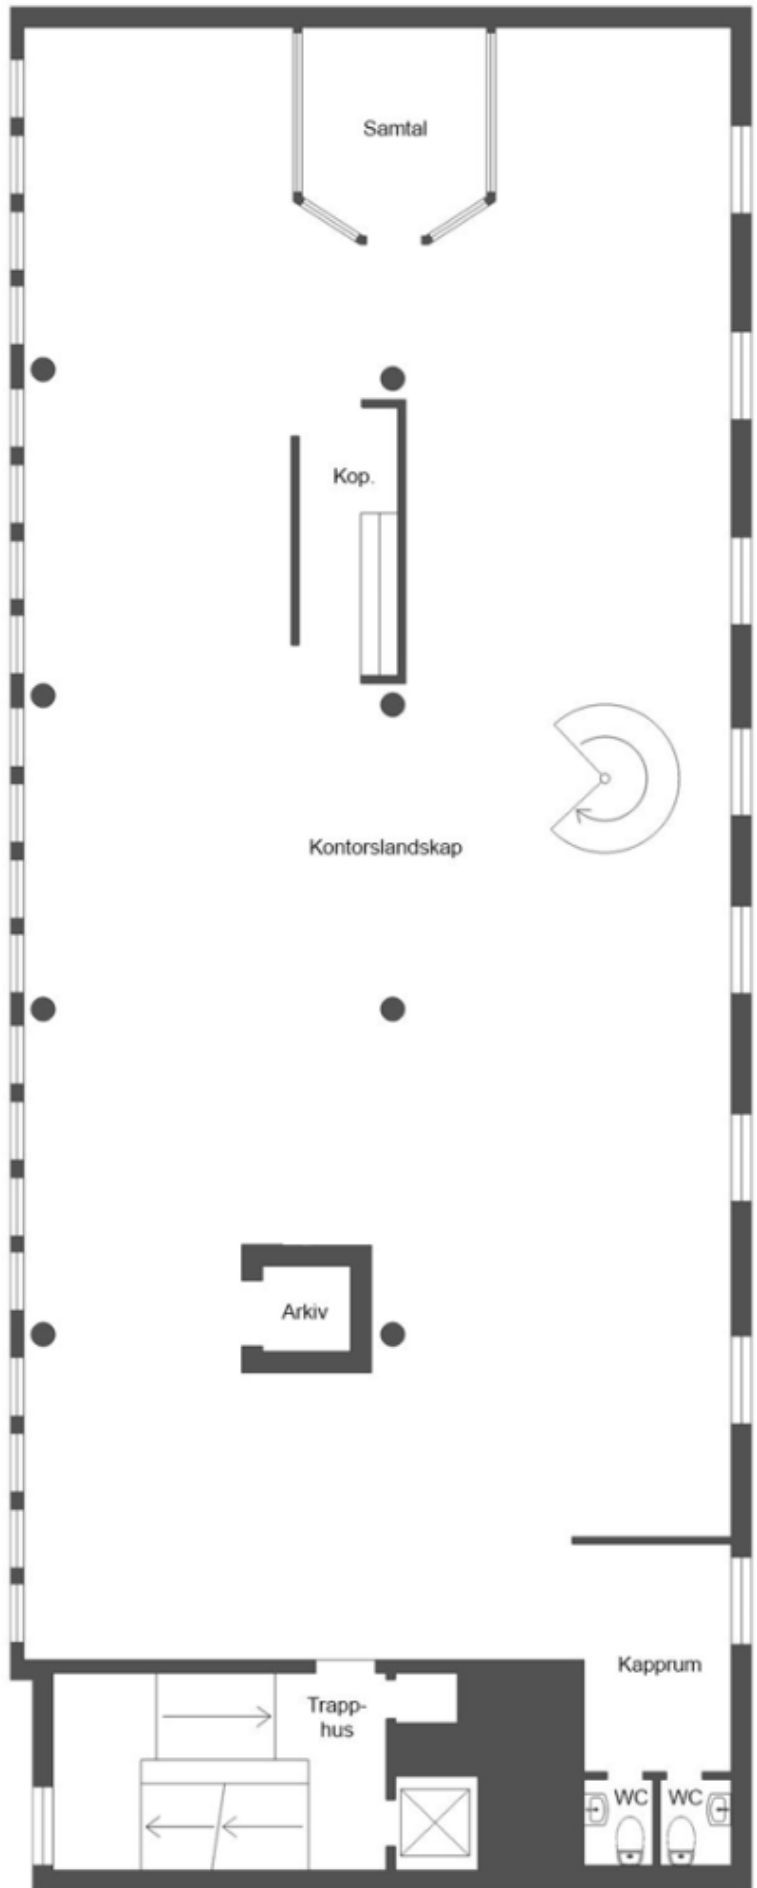 Samtal
Kop.
Kontorslandskap
Arkiv
Kapprum
Trapp-
hus
WC
WC